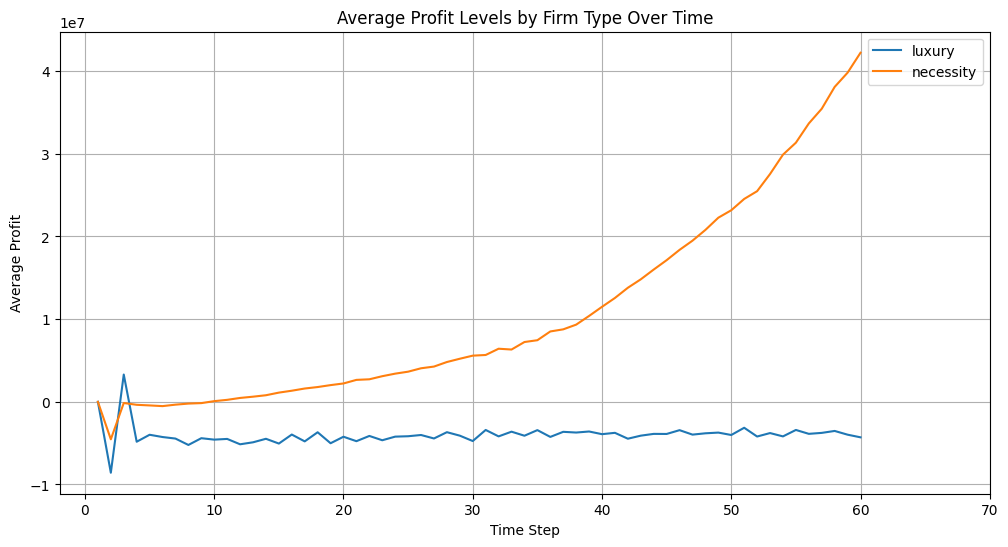 Average Profit Levels by Firm Type Over Time
1e7
luxury
necessity
4
3
2
1
0
−1
Average Profit
0 10 20 30 40 50 60 70
Time Step